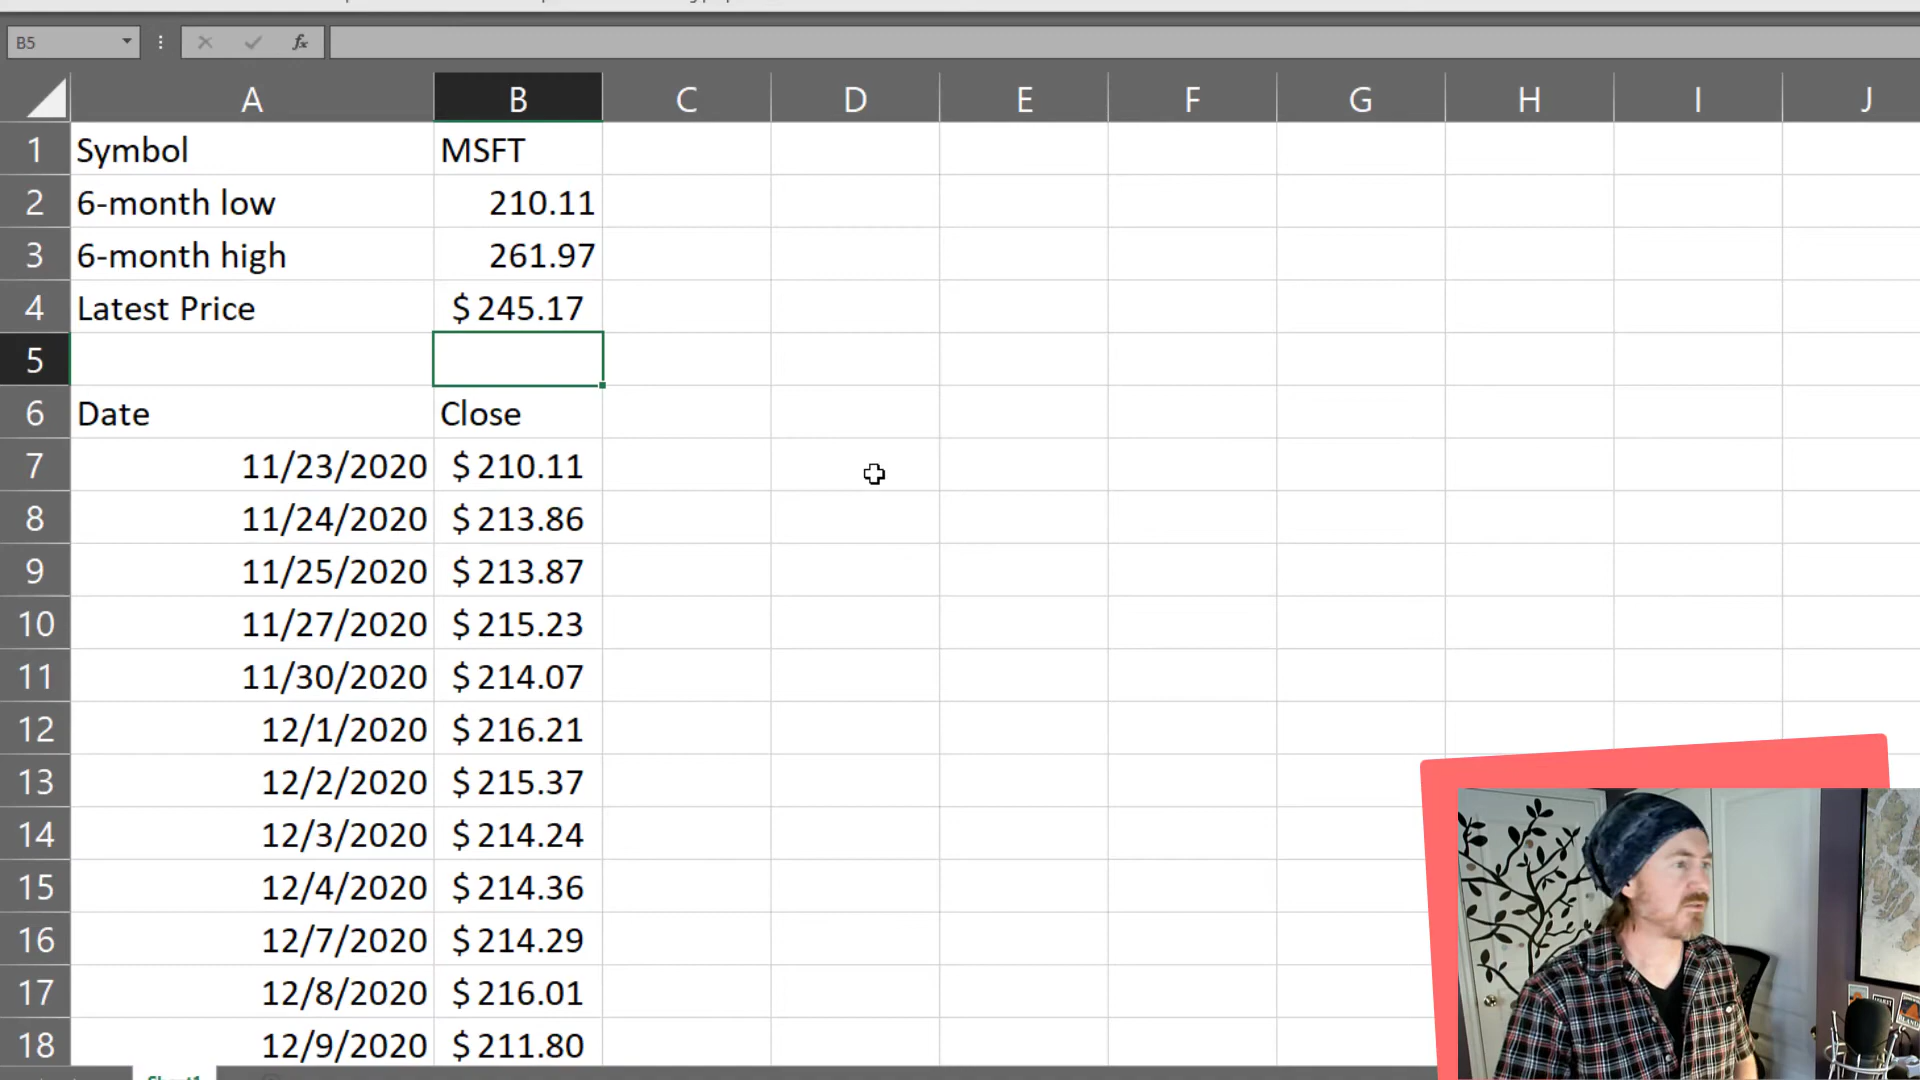 B5 fx
A B C D E F G H I J
1 Symbol MSFT
2 6-month low 210.11
3 6-month high 261.97
4 Latest Price $ 245.17
5
6 Date Close
7 11/23/2020 $ 210.11
8 11/24/2020 $ 213.86
9 11/25/2020 $ 213.87
10 11/27/2020 $ 215.23
11 11/30/2020 $ 214.07
12 12/1/2020 $ 216.21
13 12/2/2020 $ 215.37
14 12/3/2020 $ 214.24
15 12/4/2020 $ 214.36
16 12/7/2020 $ 214.29
17 12/8/2020 $ 216.01
18 12/9/2020 $ 211.80